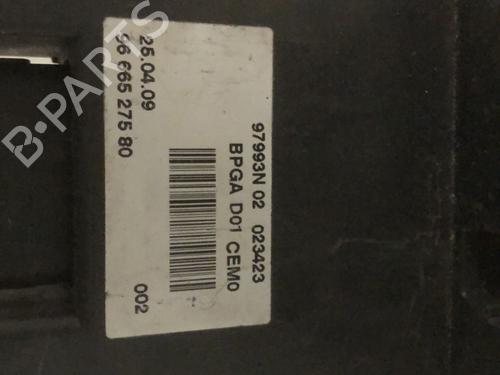 97993N 02 023423
BPGA D01 CEM0
002
25.04.09
96 665 275 80
B-PARTS